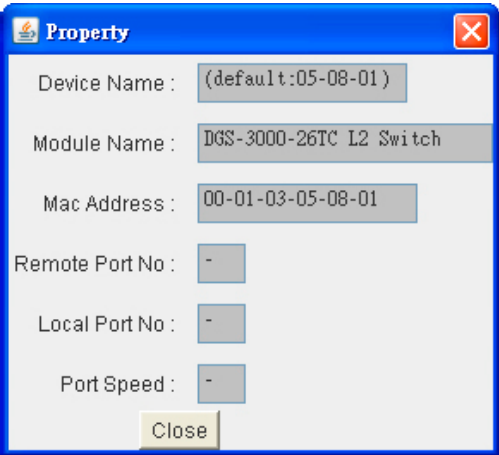 Property
Device Name : (default:05-08-01)
Module Name : DGS-3000-26TC L2 Switch
Mac Address : 00-01-03-05-08-01
Remote Port No : -
Local Port No : -
Port Speed : -
Close